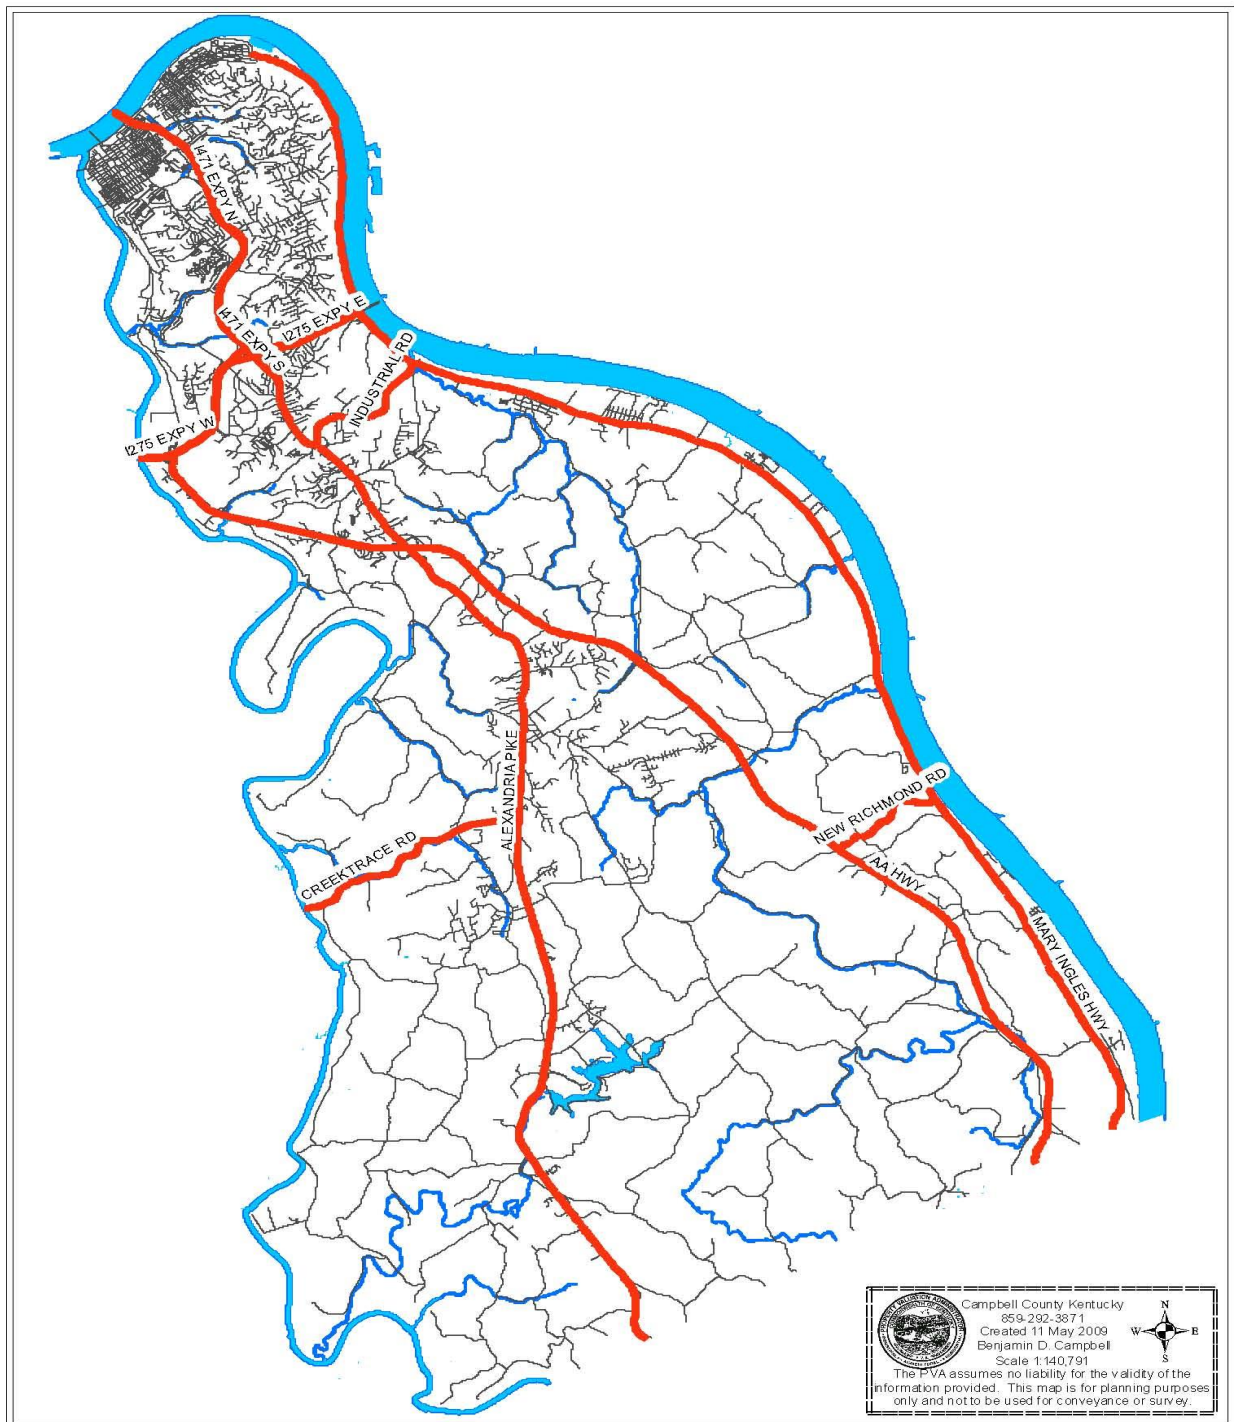 I471 EXPY N
I471 EXPY S
I275 EXPY E
INDUSTRIAL RD
I275 EXPY W
ALEXANDRIA PIKE
NEW RICHMOND RD
CREEKTRACE RD
AA HWY
MARY INGLES HWY
Campbell County Kentucky
859-292-3871
Created 11 May 2009
Benjamin D. Campbell
Scale 1:140,791
The PVA assumes no liability for the validity of the
information provided. This map is for planning purposes
only and not to be used for conveyance or survey.
N
W E
S
PROPERTY VALUATION ADMINISTRATION